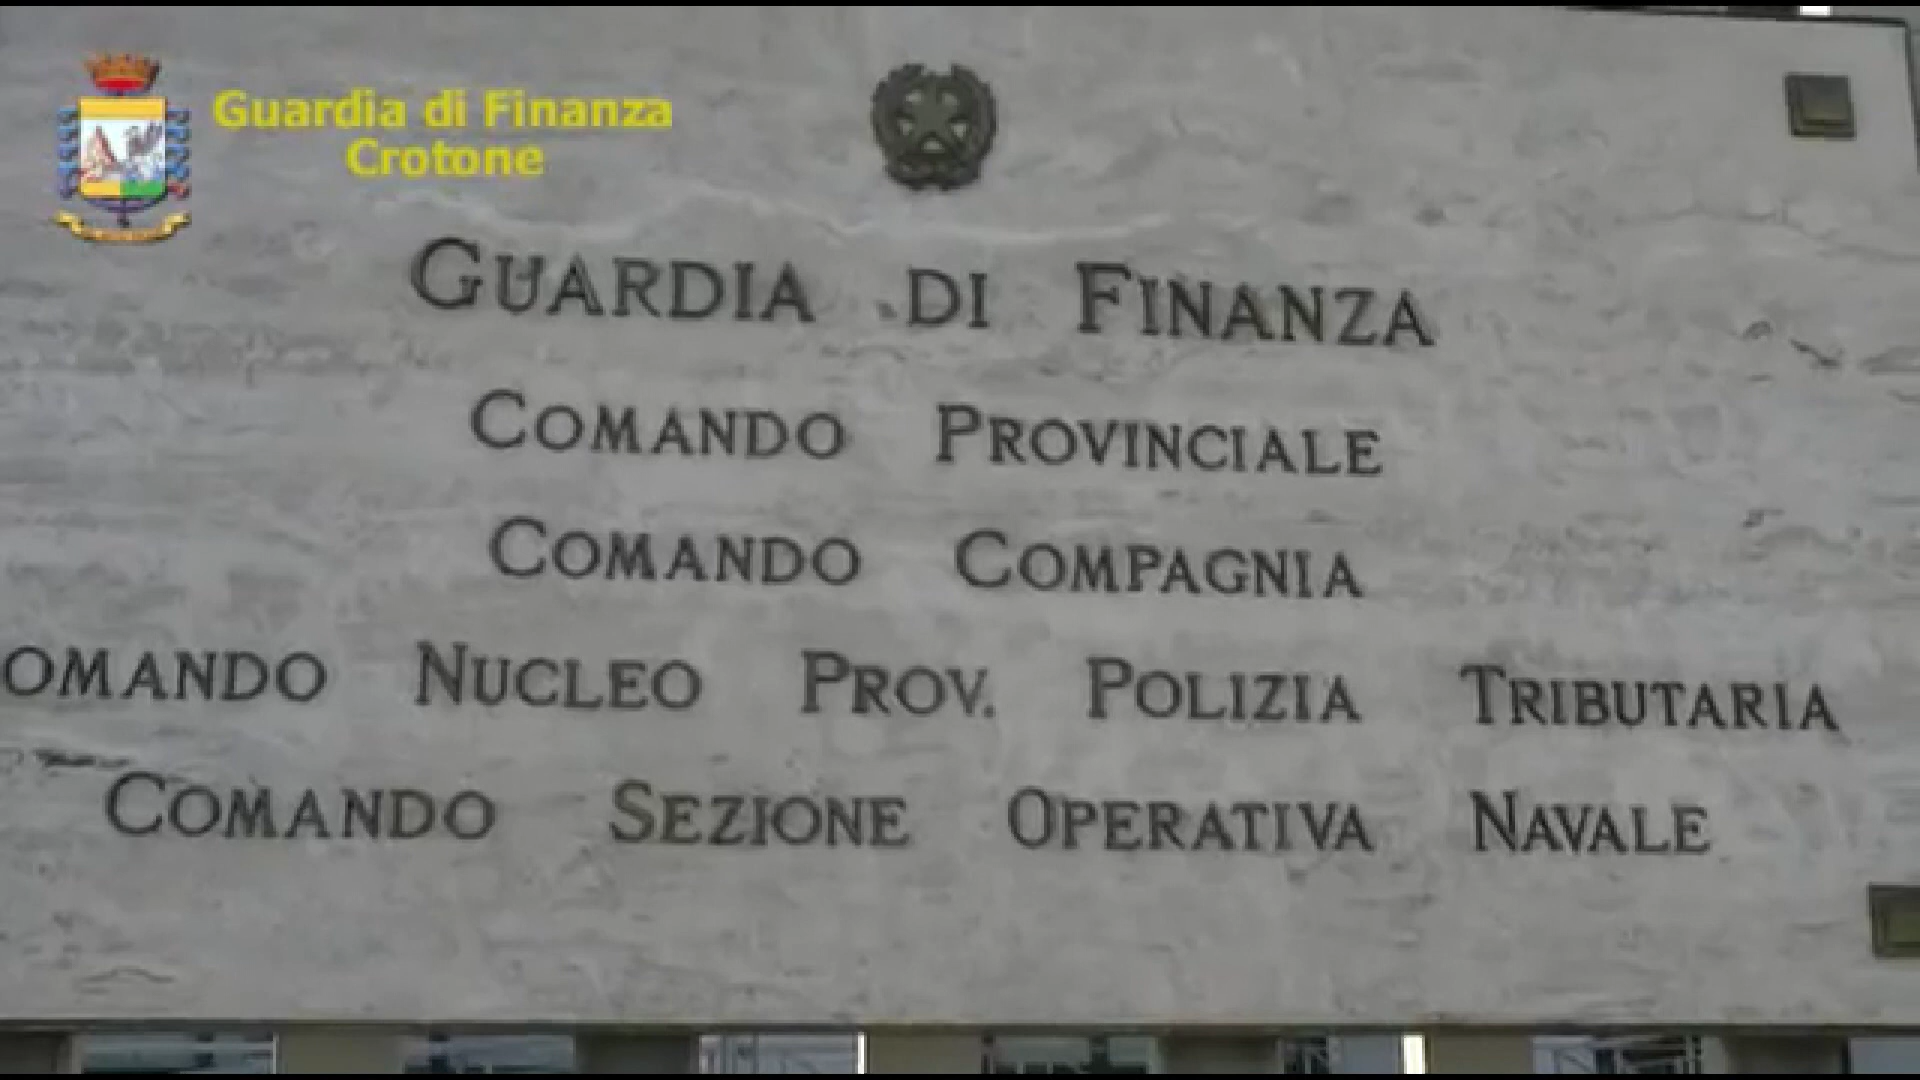 Guardia di Finanza
Crotone
GUARDIA DI FINANZA
COMANDO PROVINCIALE
COMANDO COMPAGNIA
OMANDO NUCLEO PROV. POLIZIA TRIBUTARIA
COMANDO SEZIONE OPERATIVA NAVALE